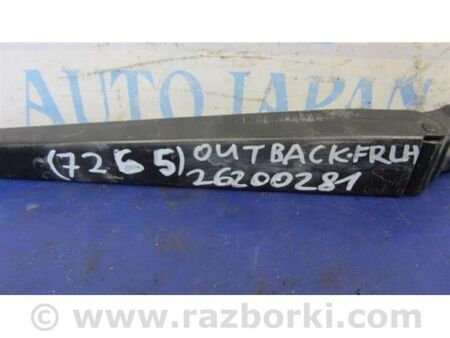 AUTO JAPAN
(7265) OUTBACK.FRLH
26200281
© www.razborki.com